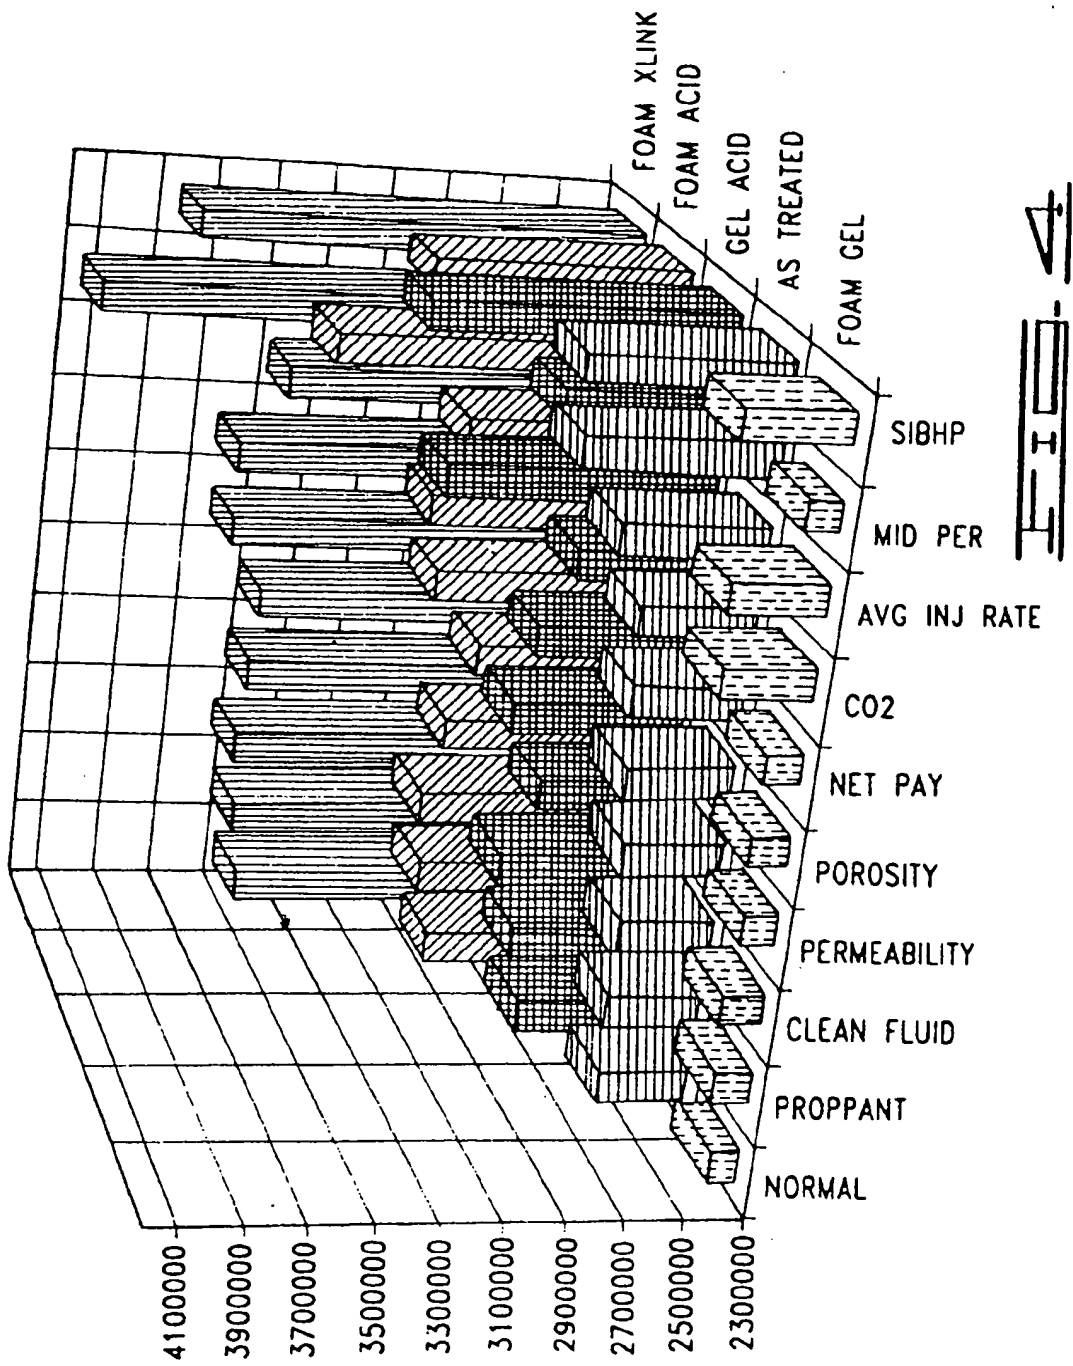 4100000
3900000
3700000
3500000
3300000
3100000
2900000
2700000
2500000
2300000
NORMAL
PROPPANT
CLEAN FLUID
PERMEABILITY
POROSITY
NET PAY
CO2
AVG INJ RATE
MID PER
SIBHP
FOAM GEL
AS TREATED
GEL ACID
FOAM ACID
FOAM XLINK